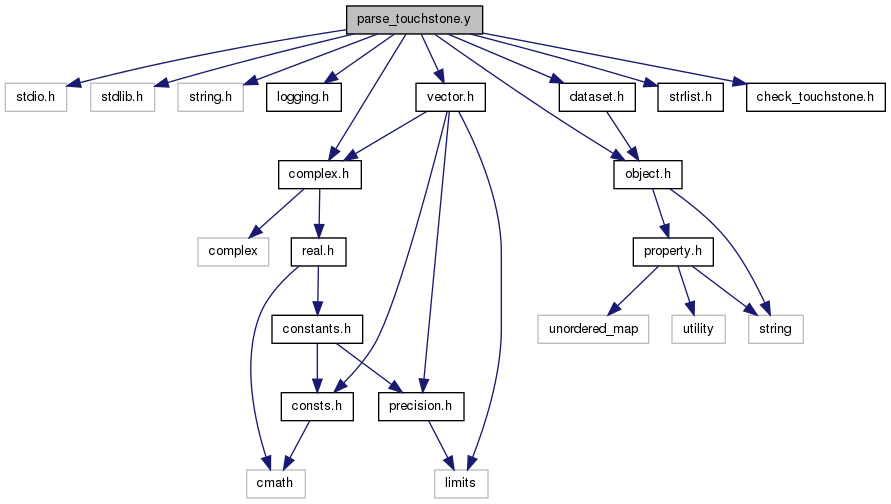 parse_touchstone.y
stdio.h
stdlib.h
string.h
logging.h
vector.h
dataset.h
strlist.h
check_touchstone.h
complex.h
object.h
complex
real.h
property.h
constants.h
unordered_map
utility
string
consts.h
precision.h
cmath
limits